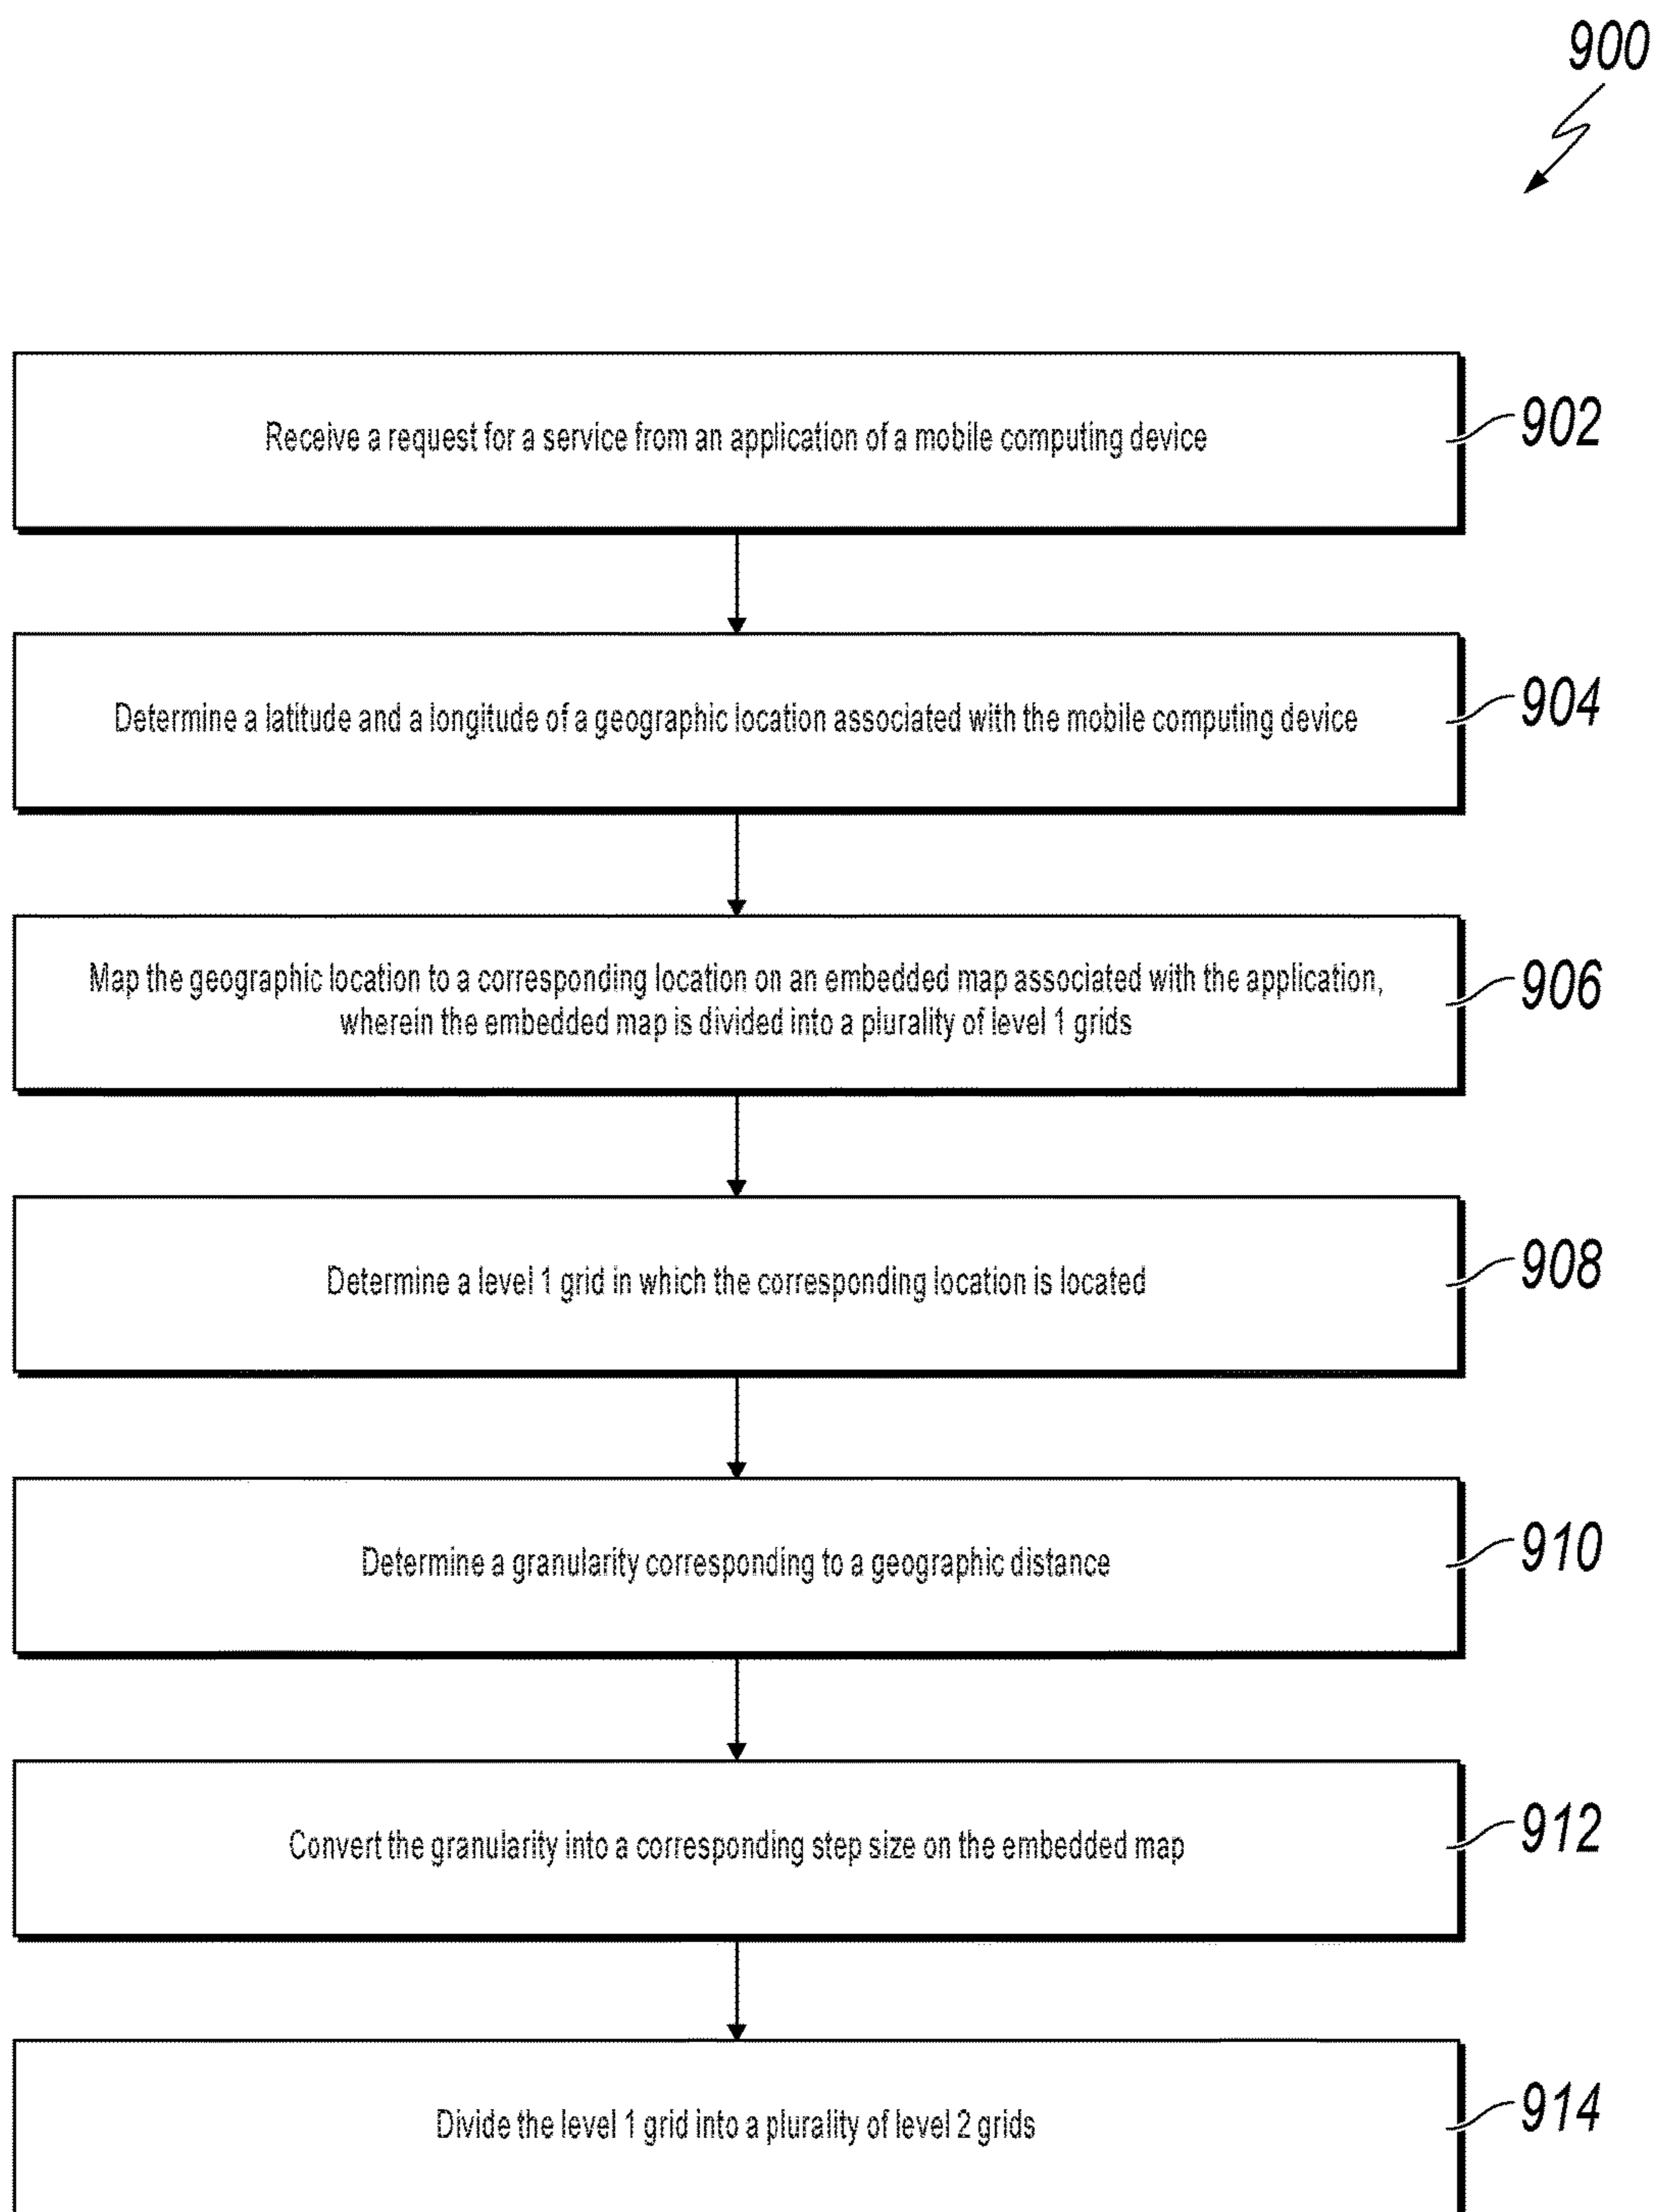 900
Receive a request for a service from an application of a mobile computing device
902
Determine a latitude and a longitude of a geographic location associated with the mobile computing device
904
Map the geographic location to a corresponding location on an embedded map associated with the application,
wherein the embedded map is divided into a plurality of level 1 grids
906
Determine a level 1 grid in which the corresponding location is located
908
Determine a granularity corresponding to a geographic distance
910
Convert the granularity into a corresponding step size on the embedded map
912
Divide the level 1 grid into a plurality of level 2 grids
914